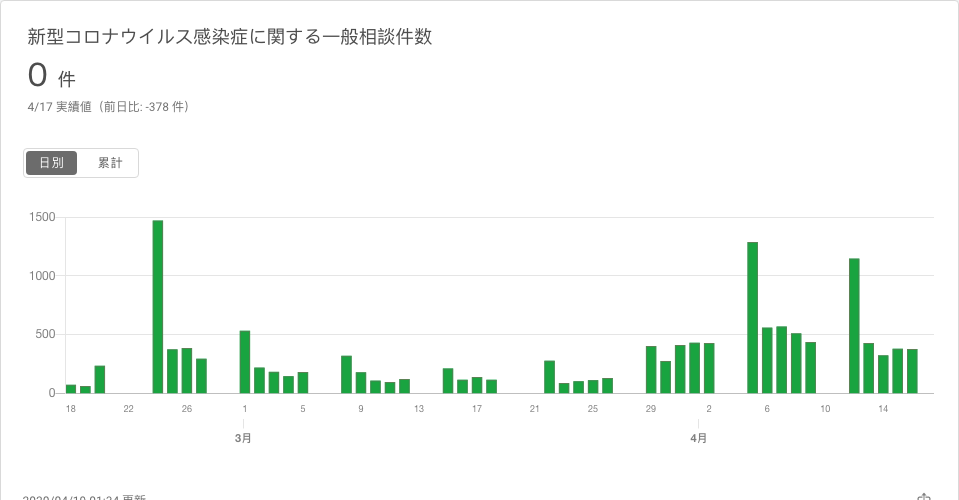 新型コロナウイルス感染症に関する一般相談件数
0 件
4/17 実績値（前日比: -378 件）
日別 累計
1500
1000
500
0
18 22 26 1 5 9 13 17 21 25 29 2 6 10 14
3月 4月